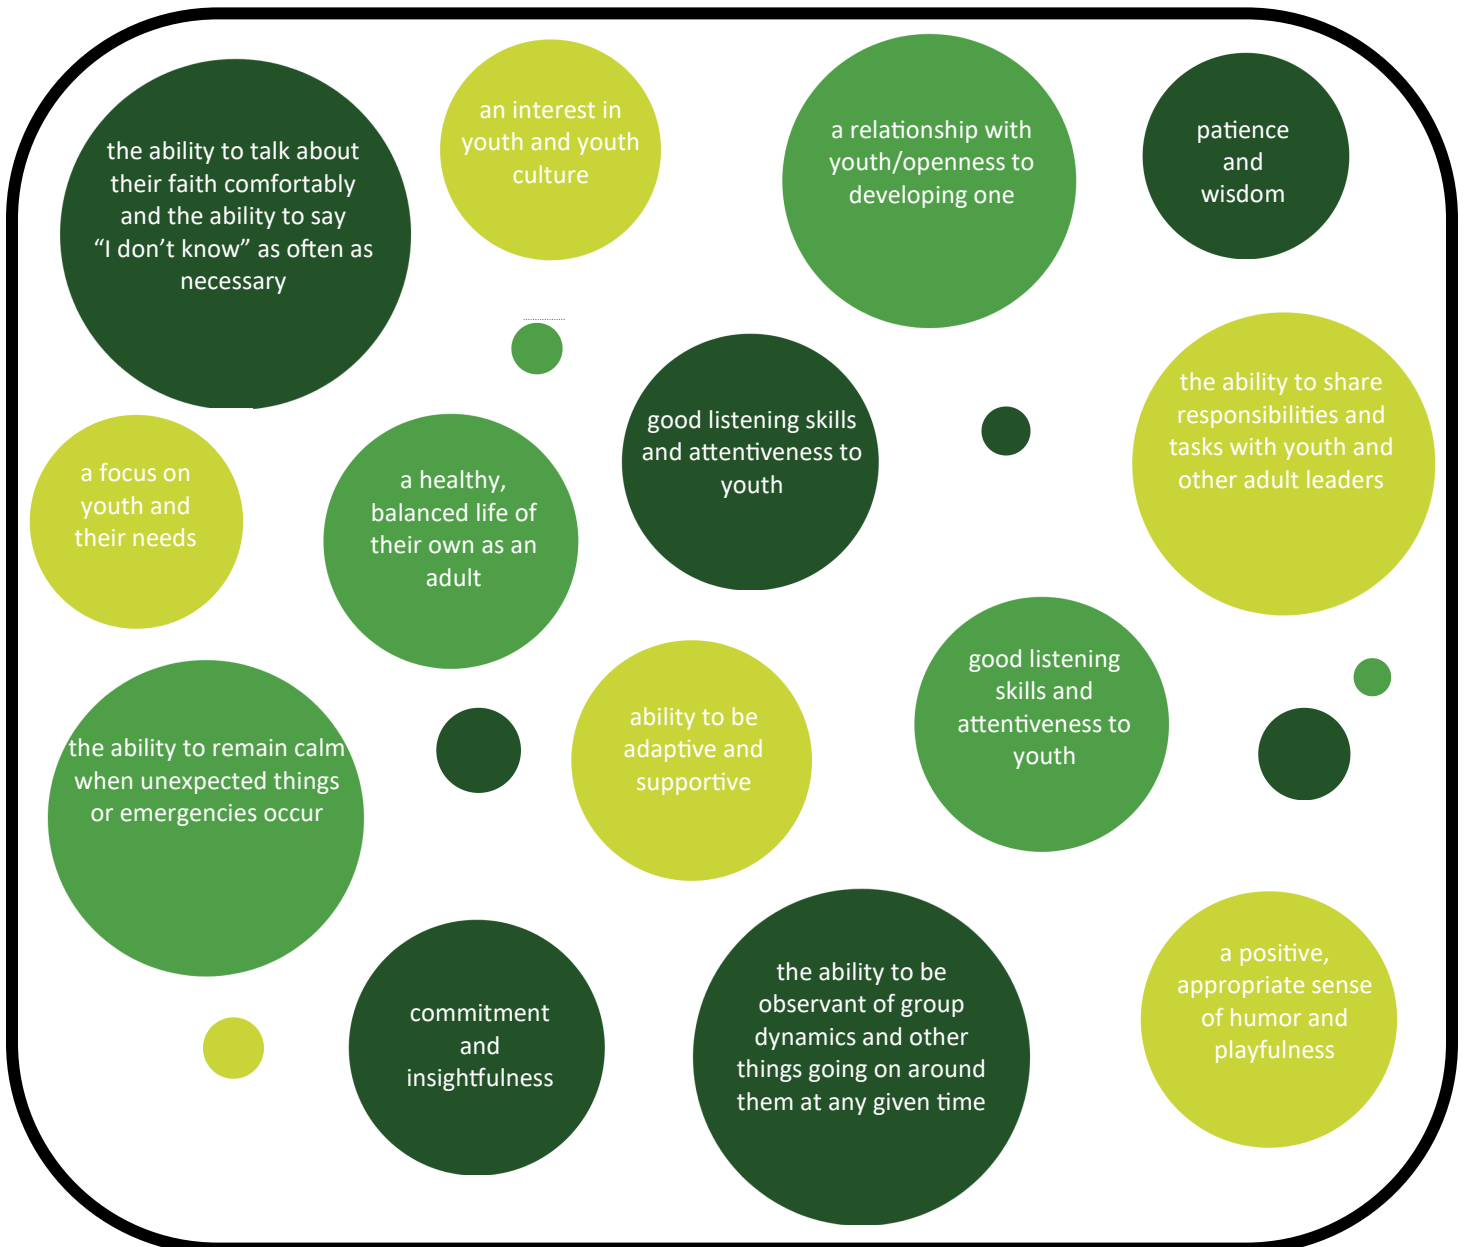 the ability to talk about
their faith comfortably
and the ability to say
“I don’t know” as often as
necessary
an interest in
youth and youth
culture
a relationship with
youth/openness to
developing one
patience
and
wisdom
a focus on
youth and
their needs
a healthy,
balanced life of
their own as an
adult
good listening skills
and attentiveness to
youth
the ability to share
responsibilities and
tasks with youth and
other adult leaders
the ability to remain calm
when unexpected things
or emergencies occur
ability to be
adaptive and
supportive
good listening
skills and
attentiveness to
youth
commitment
and
insightfulness
the ability to be
observant of group
dynamics and other
things going on around
them at any given time
a positive,
appropriate sense
of humor and
playfulness